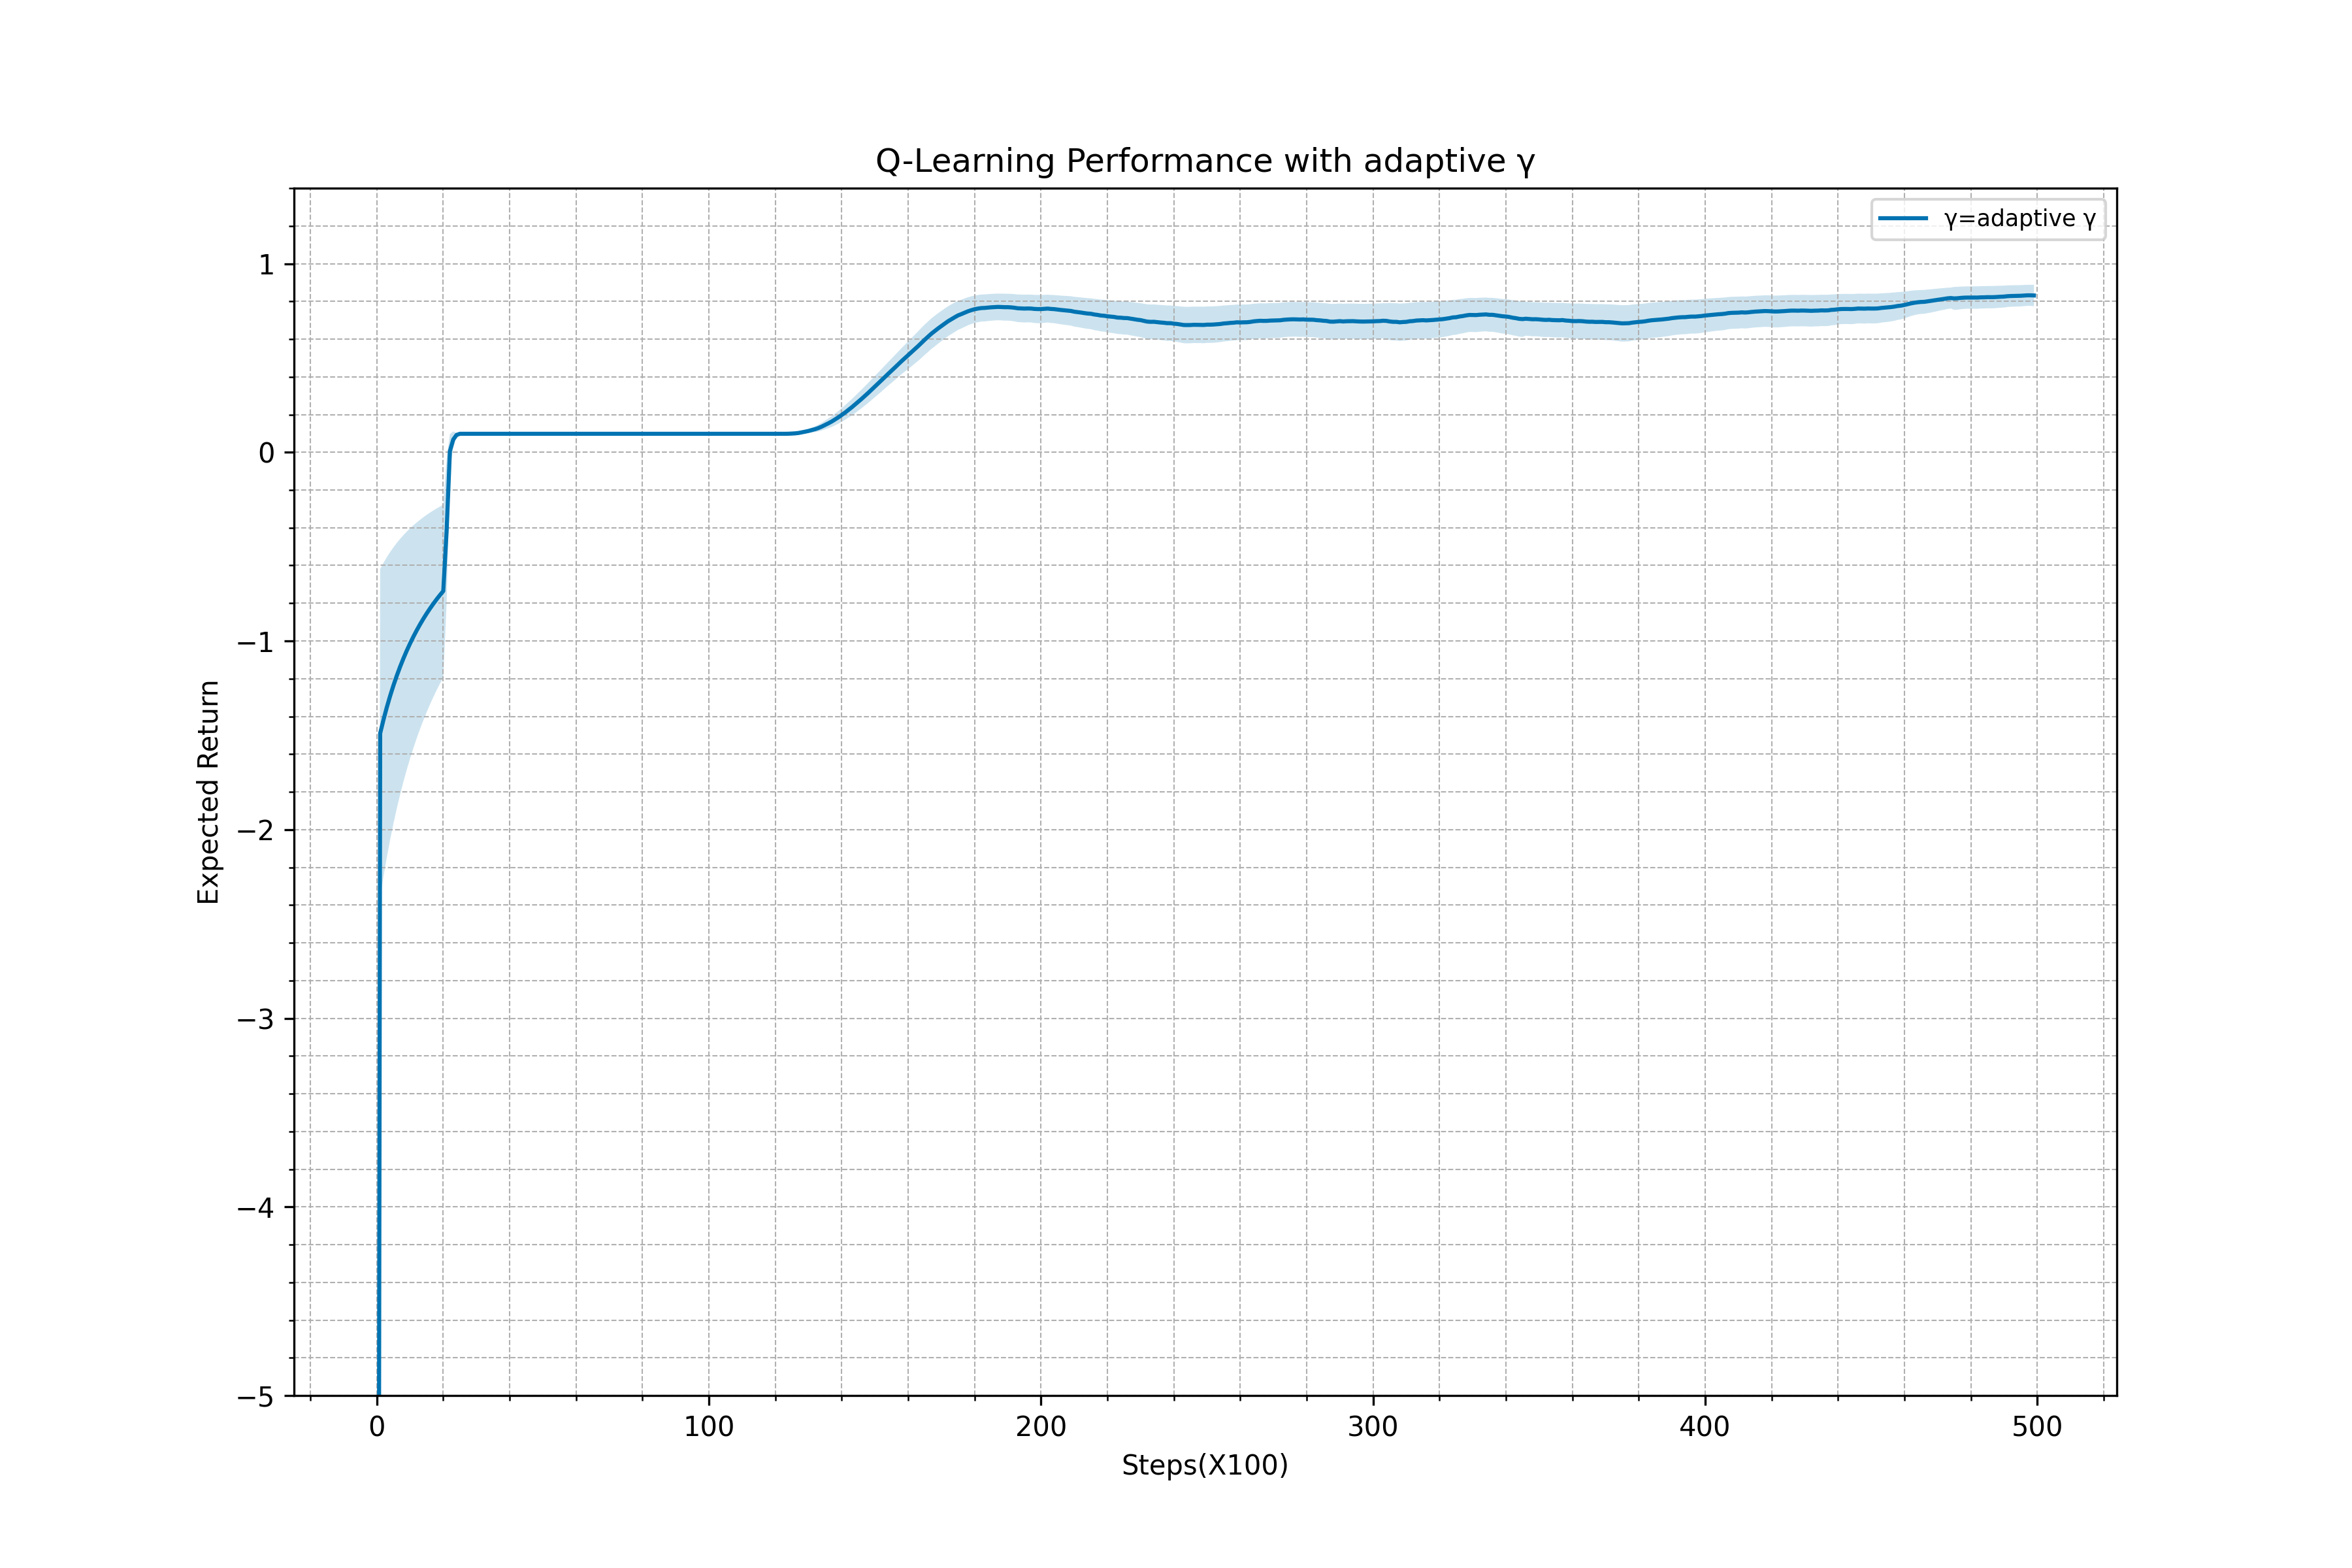 Q-Learning Performance with adaptive γ
γ=adaptive γ
1
0
−1
−2
−3
−4
−5
Expected Return
0 100 200 300 400 500
Steps(X100)